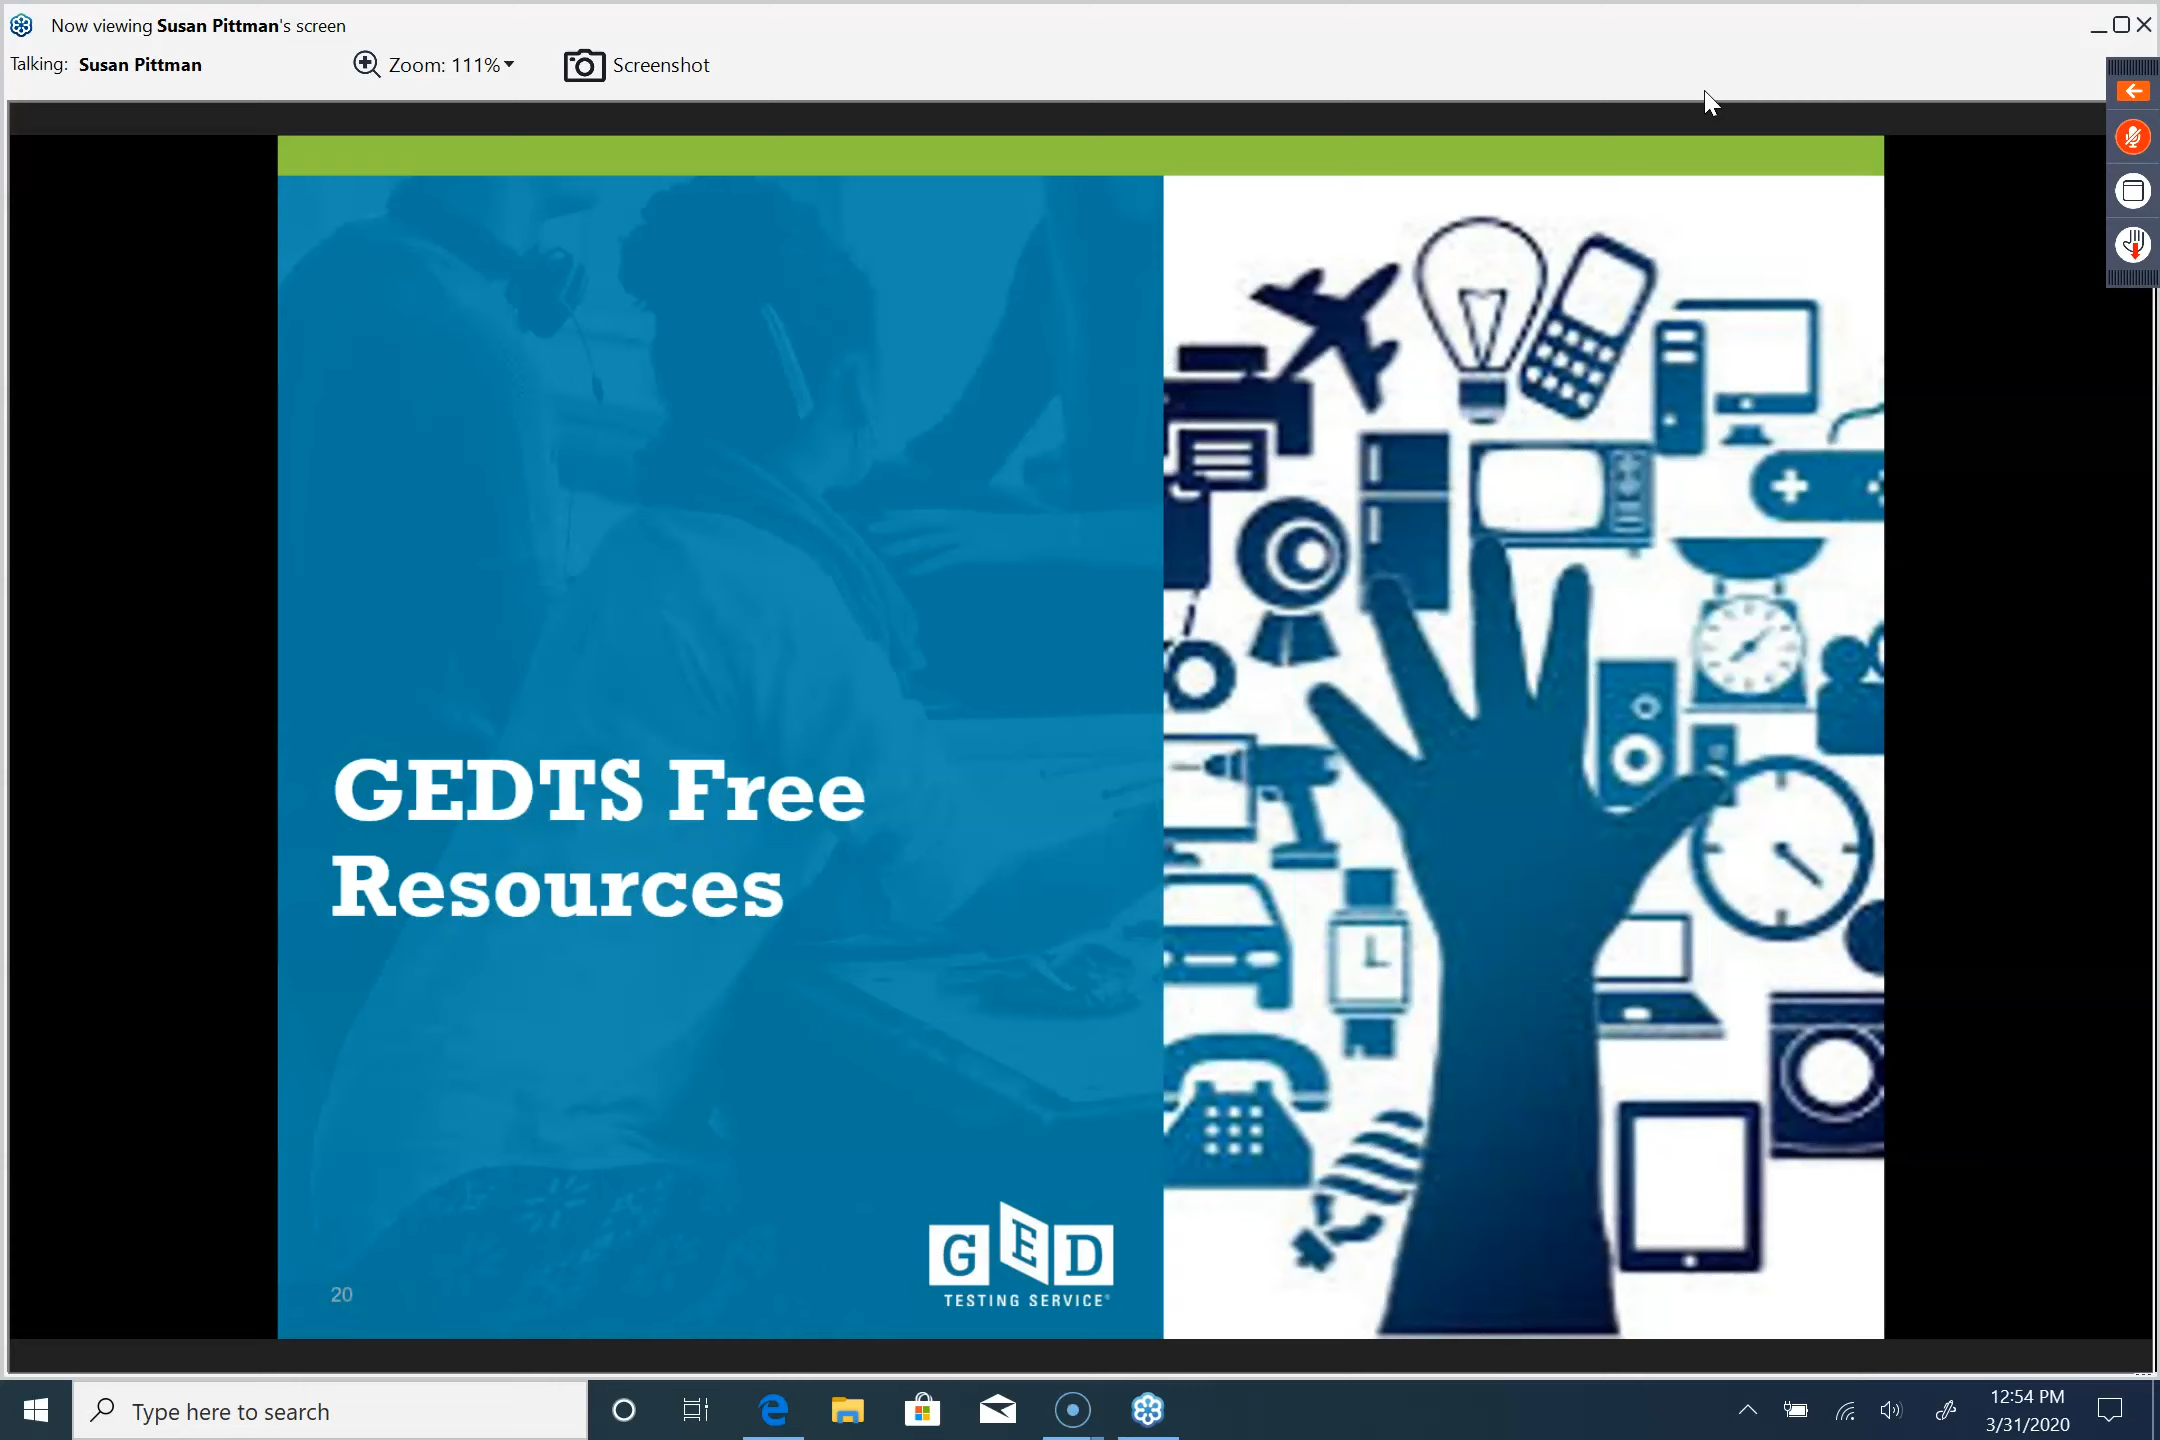 Now viewing Susan Pittman's screen
Talking: Susan Pittman
Zoom: 111%
Screenshot
GEDTS Free
Resources
20
GED
TESTING SERVICE®
Type here to search
12:54 PM
3/31/2020